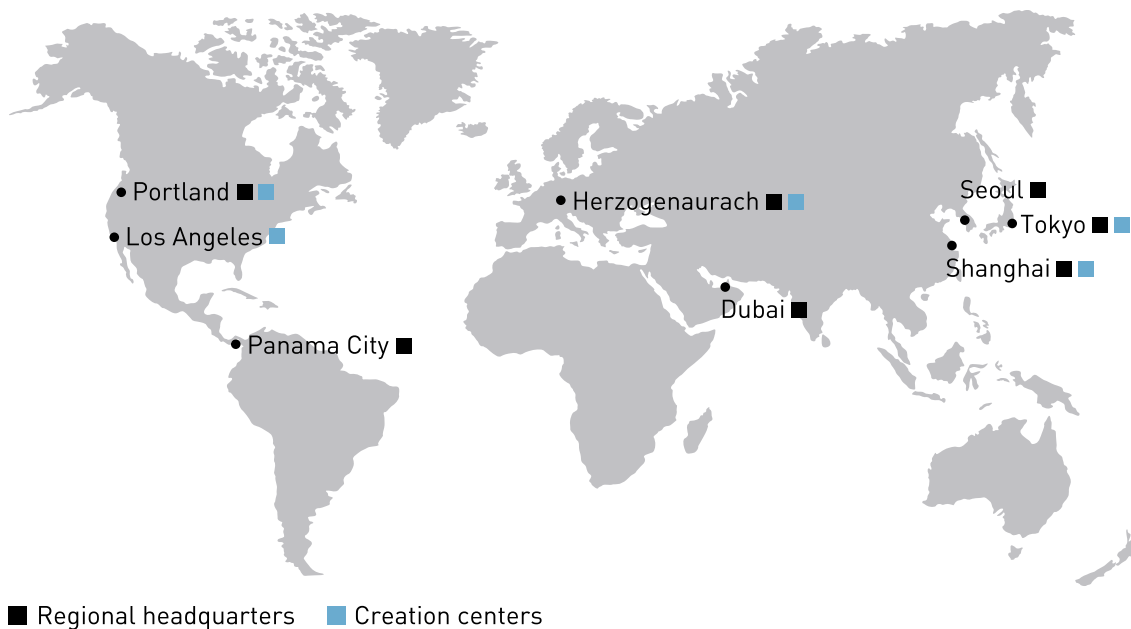 Portland
Los Angeles
Panama City
Herzogenaurach
Dubai
Seoul
Tokyo
Shanghai
Regional headquarters
Creation centers